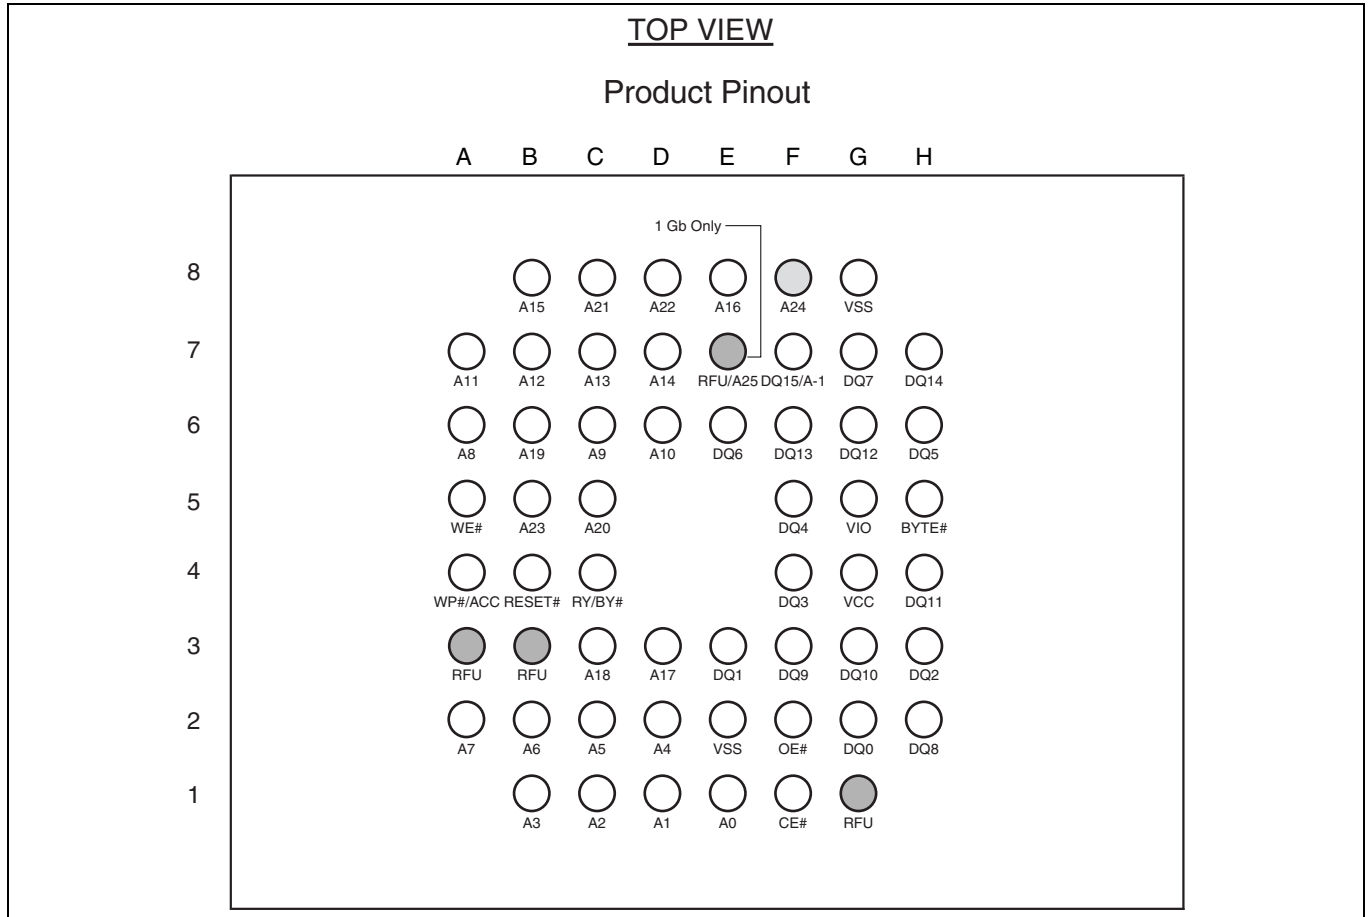 TOP VIEW
Product Pinout
A B C D E F G H
1 Gb Only
8
A15 A21 A22 A16 A24 VSS
7
A11 A12 A13 A14 RFU/A25 DQ15/A-1 DQ7 DQ14
6
A8 A19 A9 A10 DQ6 DQ13 DQ12 DQ5
5
WE# A23 A20 DQ4 VIO BYTE#
4
WP#/ACC RESET# RY/BY# DQ3 VCC DQ11
3
RFU RFU A18 A17 DQ1 DQ9 DQ10 DQ2
2
A7 A6 A5 A4 VSS OE# DQ0 DQ8
1
A3 A2 A1 A0 CE# RFU